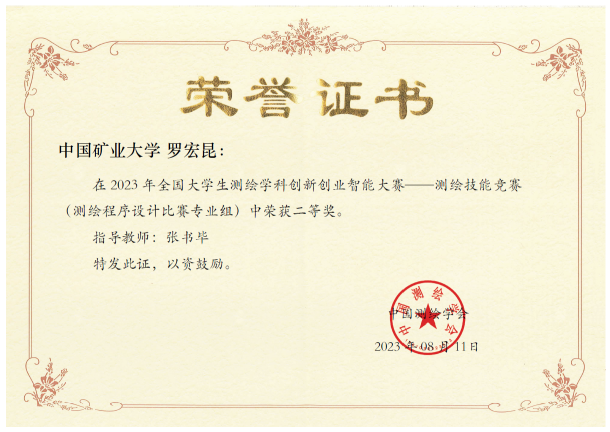 荣誉证书
中国矿业大学 罗宏昆：
在 2023 年全国大学生测绘学科创新创业智能大赛——测绘技能竞赛
（测绘程序设计比赛专业组）中荣获二等奖。
指导教师：张书毕
特发此证，以资鼓励。
中国测绘学会
中国测绘学会
2023 年 08 月 11日